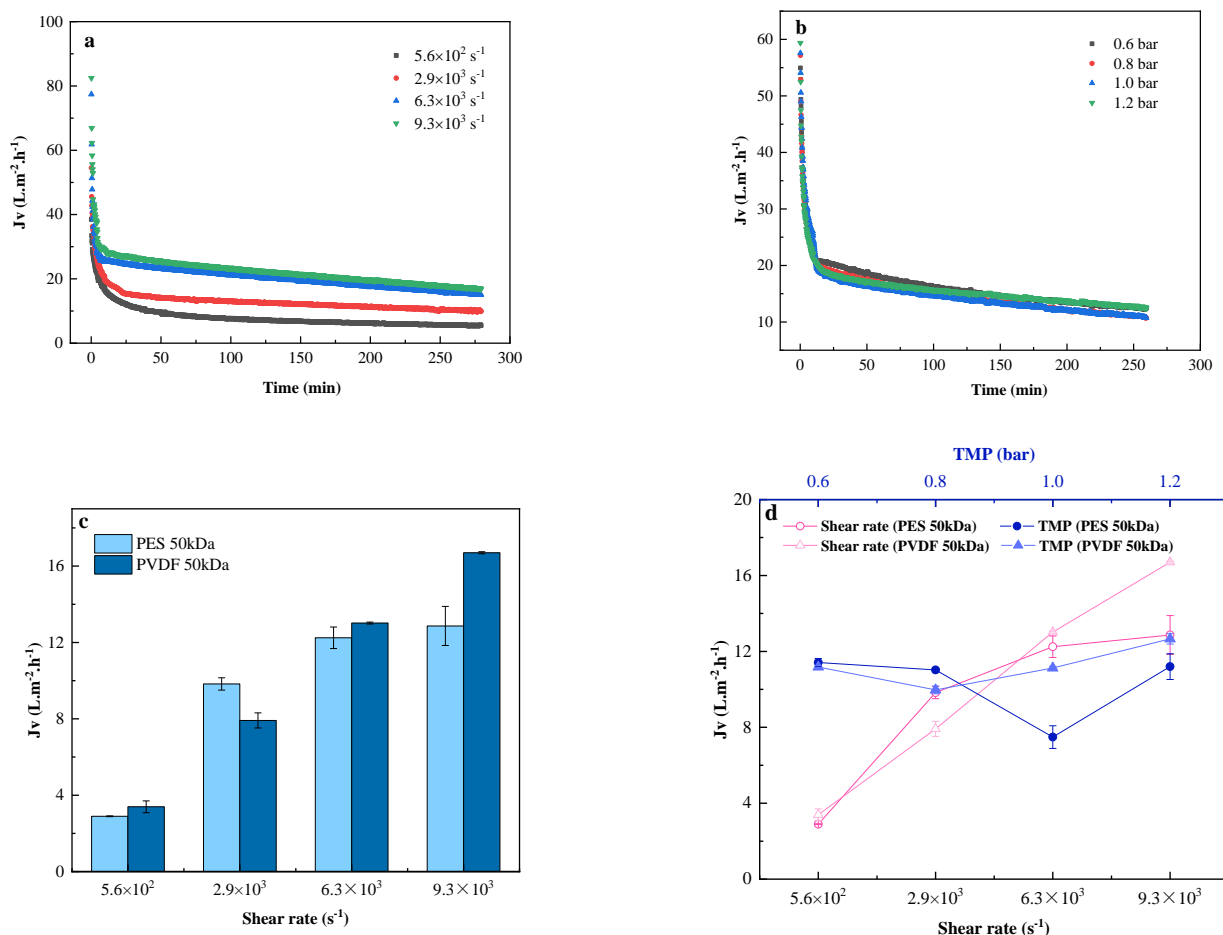 a
5.6×10² s⁻¹
2.9×10³ s⁻¹
6.3×10³ s⁻¹
9.3×10³ s⁻¹
100
80
60
40
20
0
Jv (L.m⁻².h⁻¹)
0 50 100 150 200 250 300
Time (min)
b
0.6 bar
0.8 bar
1.0 bar
1.2 bar
60
50
40
30
20
10
Jv (L.m⁻².h⁻¹)
0 50 100 150 200 250 300
Time (min)
c
PES 50kDa
PVDF 50kDa
16
12
8
4
0
Jv (L.m⁻².h⁻¹)
5.6×10² 2.9×10³ 6.3×10³ 9.3×10³
Shear rate (s⁻¹)
TMP (bar)
0.6 0.8 1.0 1.2
d
Shear rate (PES 50kDa) TMP (PES 50kDa)
Shear rate (PVDF 50kDa) TMP (PVDF 50kDa)
20
16
12
8
4
0
Jv (L.m⁻².h⁻¹)
5.6×10² 2.9×10³ 6.3×10³ 9.3×10³
Shear rate (s⁻¹)